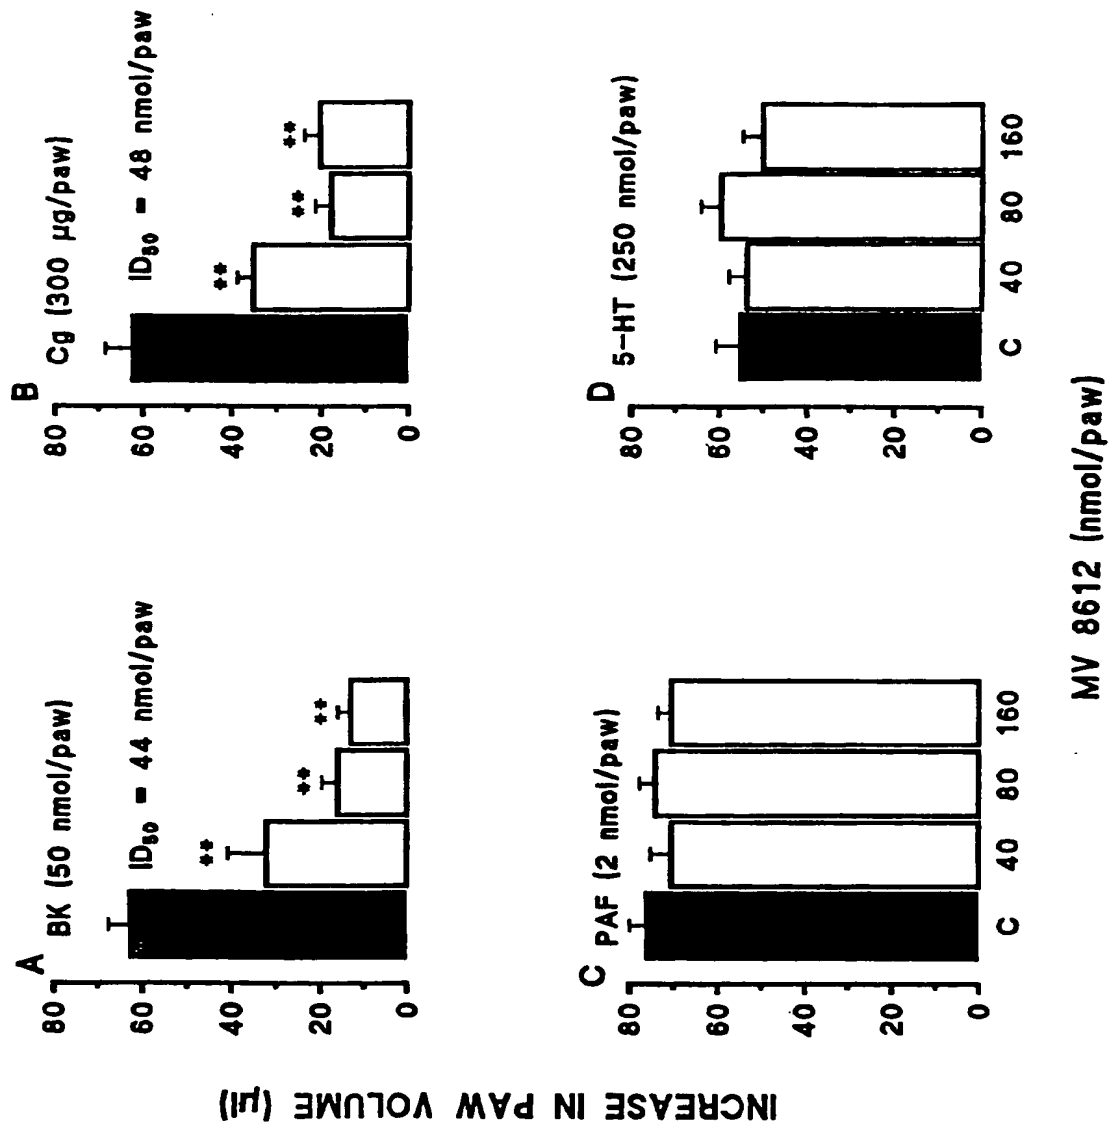 INCREASE IN PAW VOLUME (µl)
A
BK (50 nmol/paw)
ID50 = 44 nmol/paw
80
60
40
20
0
**
**
**
B
Cg (300 µg/paw)
ID50 = 48 nmol/paw
80
60
40
20
0
**
**
**
C
PAF (2 nmol/paw)
80
60
40
20
0
C 40 80 160
D
5-HT (250 nmol/paw)
80
60
40
20
0
C 40 80 160
MV 8612 (nmol/paw)